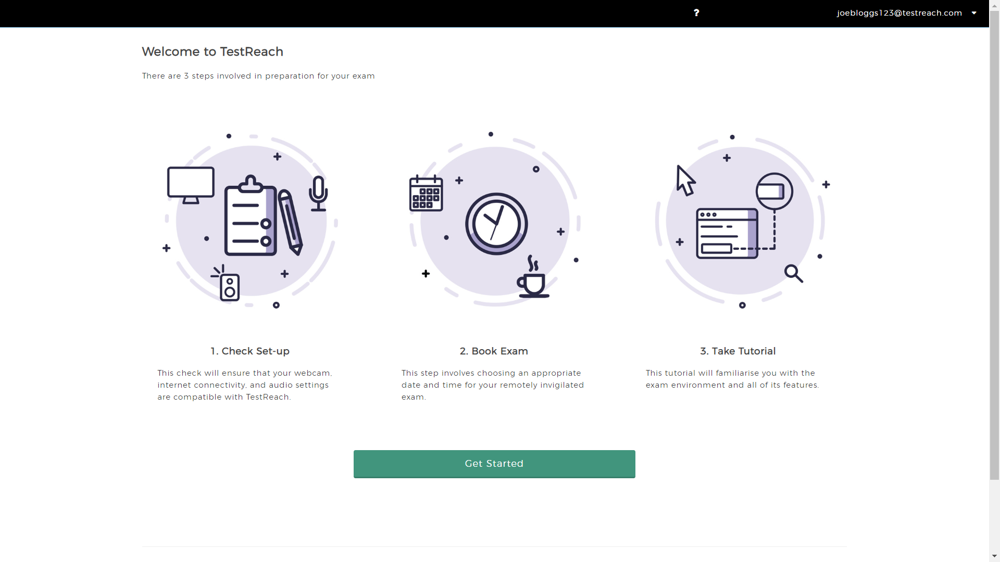 ?
joebloggs123@testreach.com
Welcome to TestReach
There are 3 steps involved in preparation for your exam
1. Check Set-up
This check will ensure that your webcam,
internet connectivity, and audio settings
are compatible with TestReach.
2. Book Exam
This step involves choosing an appropriate
date and time for your remotely invigilated
exam.
3. Take Tutorial
This tutorial will familiarise you with the
exam environment and all of its features.
Get Started